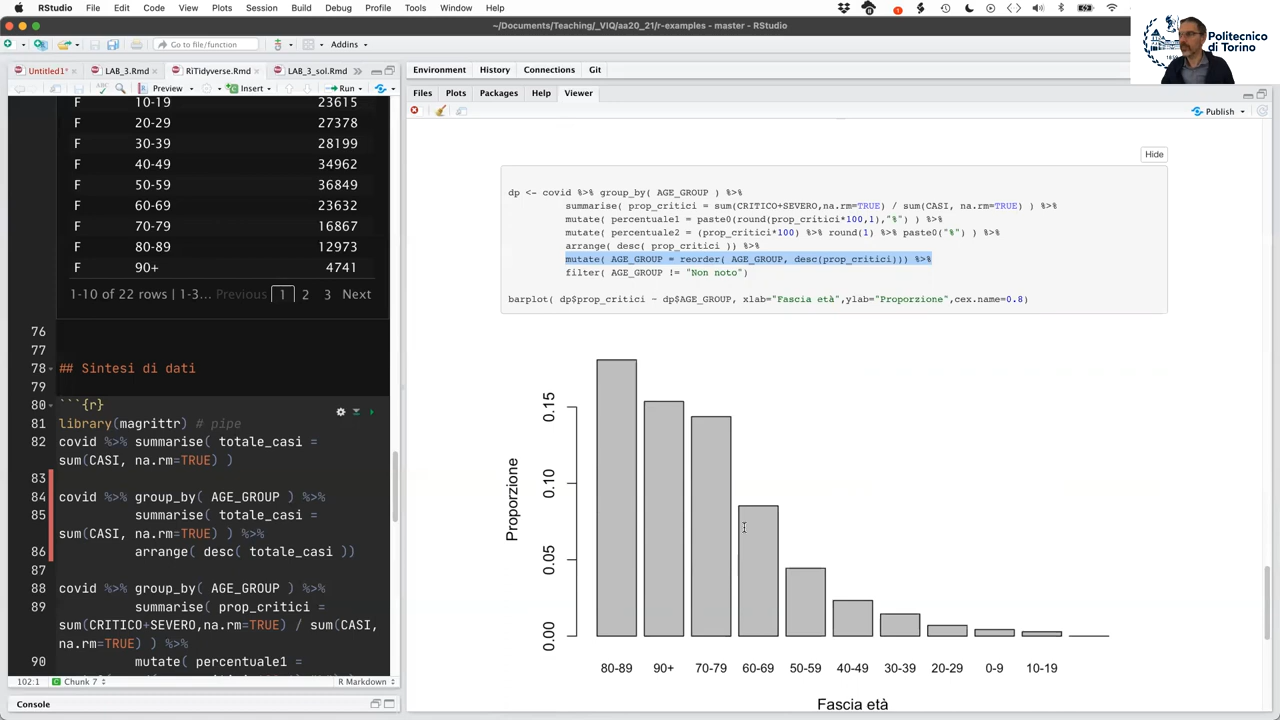 RStudio File Edit Code View Plots Session Build Debug Profile Tools Window Help
~/Documents/Teaching/_VIQ/aa20_21/r-examples - master - RStudio
Politecnico
di Torino
Go to file/function Addins
Untitled1* LAB_3.Rmd RiTidyverse.Rmd LAB_3_sol.Rmd
Preview Insert Run
F 10-19 23615
F 20-29 27378
F 30-39 28199
F 40-49 34962
F 50-59 36849
F 60-69 23632
F 70-79 16867
F 80-89 12973
F 90+ 4741
1-10 of 22 rows | 1-3... Previous 1 2 3 Next
76
77
78 ## Sintesi di dati
79
80 ```{r}
81 library(magrittr) # pipe
82 covid %>% summarise( totale_casi =
sum(CASI, na.rm=TRUE) )
83
84 covid %>% group_by( AGE_GROUP ) %>%
85 summarise( totale_casi =
sum(CASI, na.rm=TRUE) ) %>%
86 arrange( desc( totale_casi ))
87
88 covid %>% group_by( AGE_GROUP ) %>%
89 summarise( prop_critici =
sum(CRITICO+SEVERO,na.rm=TRUE) / sum(CASI,
na.rm=TRUE) ) %>%
90 mutate( percentuale1 =
102:1 Chunk 7 R Markdown
Console
Environment History Connections Git
Files Plots Packages Help Viewer
Publish
Hide
dp <- covid %>% group_by( AGE_GROUP ) %>%
summarise( prop_critici = sum(CRITICO+SEVERO,na.rm=TRUE) / sum(CASI, na.rm=TRUE) ) %>%
mutate( percentuale1 = paste0(round(prop_critici*100,1),"%") ) %>%
mutate( percentuale2 = (prop_critici*100) %>% round(1) %>% paste0("%") ) %>%
arrange( desc( prop_critici )) %>%
mutate( AGE_GROUP = reorder( AGE_GROUP, desc(prop_critici))) %>%
filter( AGE_GROUP != "Non noto")
barplot( dp$prop_critici ~ dp$AGE_GROUP, xlab="Fascia età",ylab="Proporzione",cex.name=0.8)
Proporzione
0.15
0.10
0.05
0.00
80-89 90+ 70-79 60-69 50-59 40-49 30-39 20-29 0-9 10-19
Fascia età